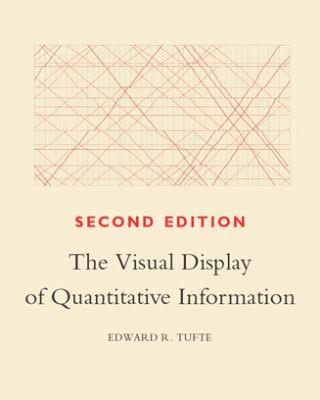 SECOND EDITION
The Visual Display
of Quantitative Information
EDWARD R. TUFTE